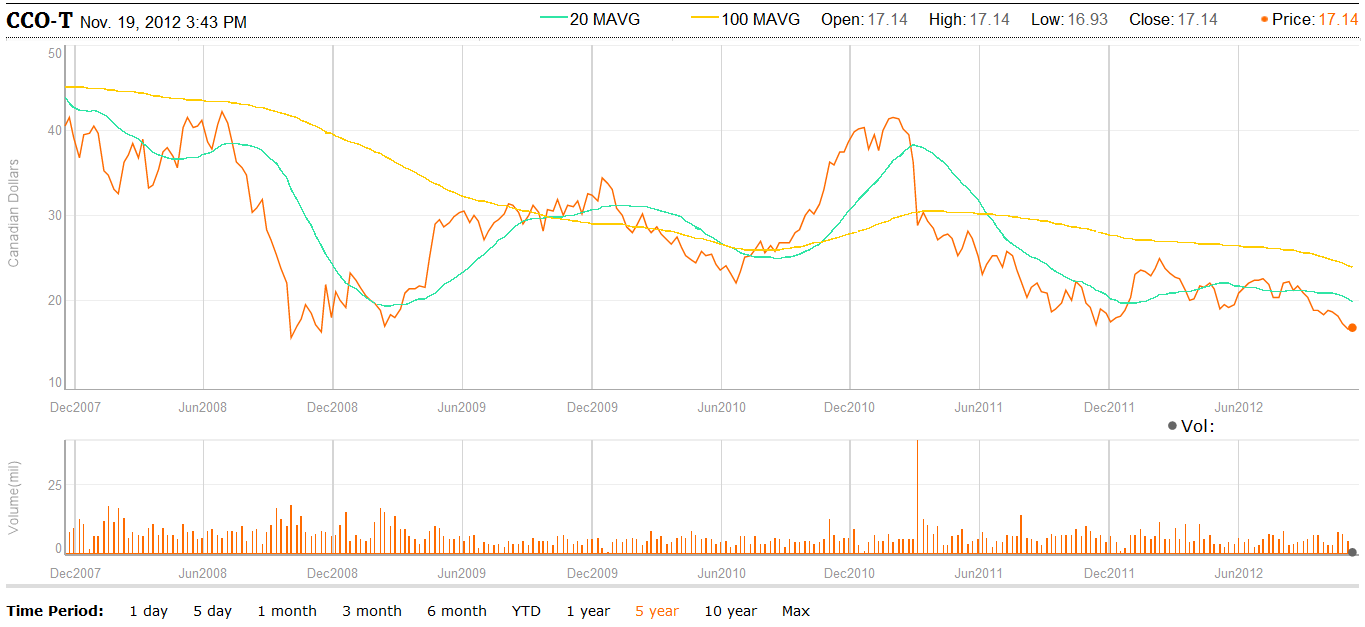 CCO-T Nov. 19, 2012 3:43 PM 20 MAVG 100 MAVG Open: 17.14 High: 17.14 Low: 16.93 Close: 17.14 Price: 17.14
50
40
30
20
10
Canadian Dollars
Dec2007 Jun2008 Dec2008 Jun2009 Dec2009 Jun2010 Dec2010 Jun2011 Dec2011 Jun2012
Vol:
25
0
Volume(mil)
Dec2007 Jun2008 Dec2008 Jun2009 Dec2009 Jun2010 Dec2010 Jun2011 Dec2011 Jun2012
Time Period: 1 day 5 day 1 month 3 month 6 month YTD 1 year 5 year 10 year Max